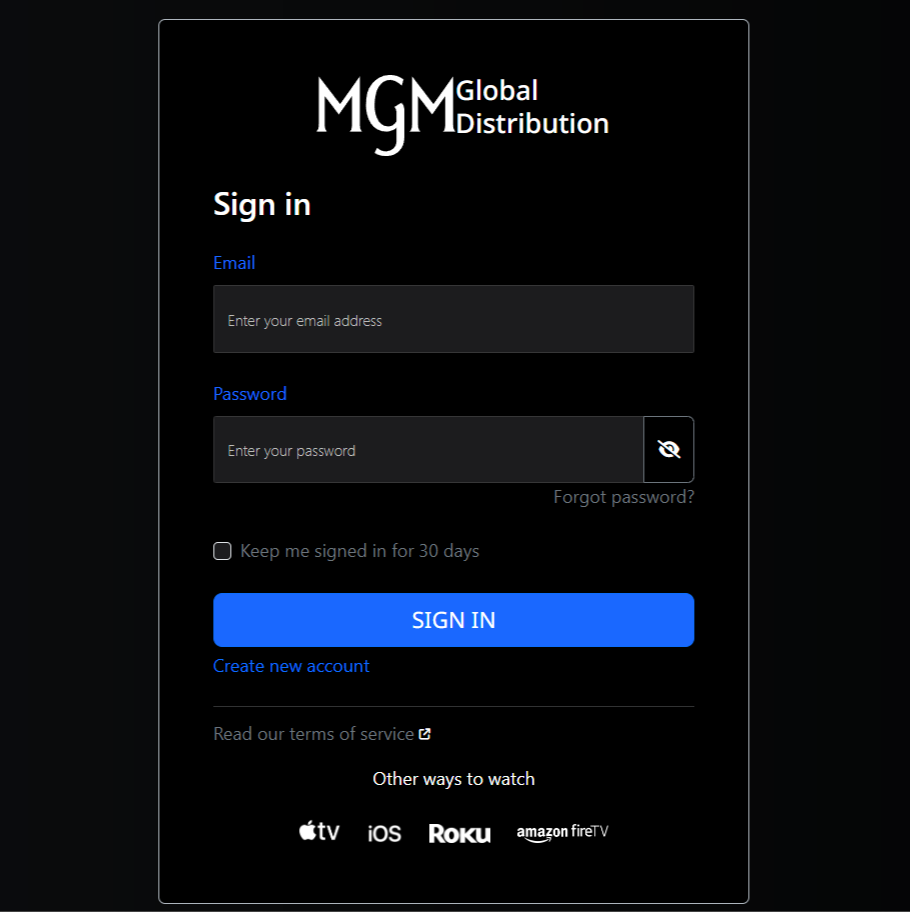 MGM Global
Distribution
Sign in
Email
Enter your email address
Password
Enter your password
Forgot password?
Keep me signed in for 30 days
SIGN IN
Create new account
Read our terms of service
Other ways to watch
tv iOS ROKU amazon fireTV